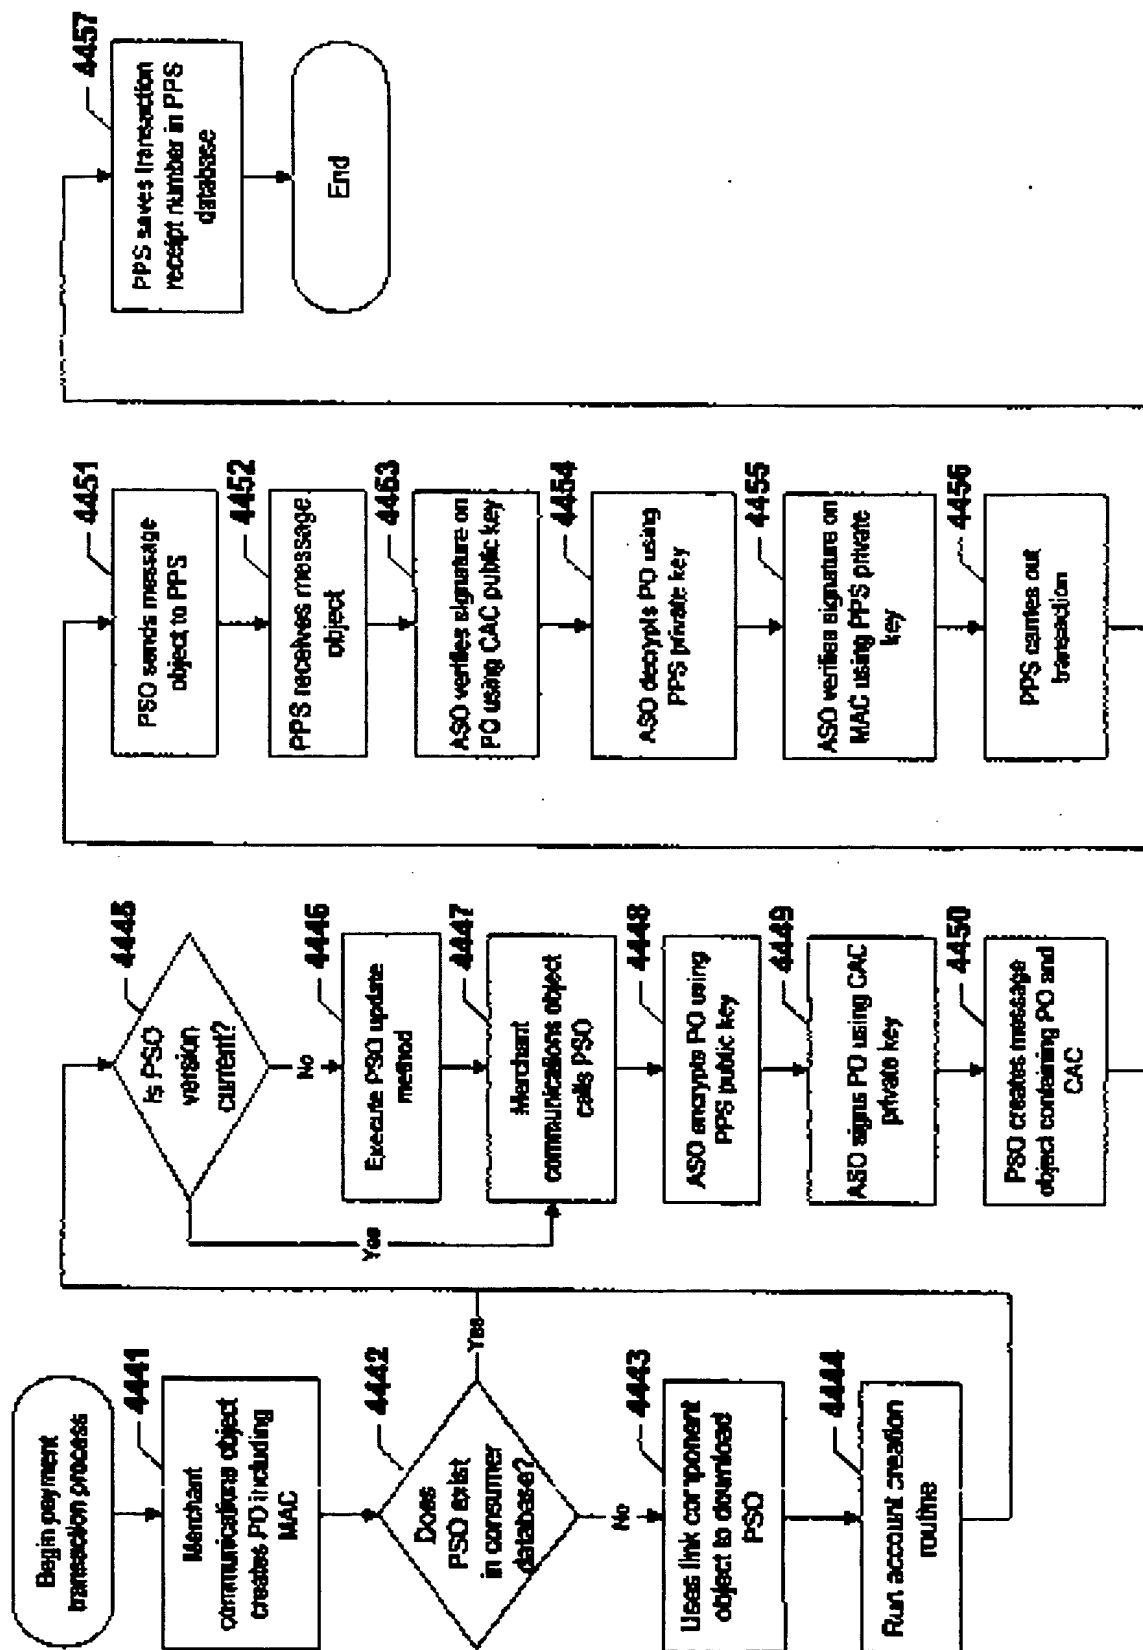 Begin payment
transaction process
4441
Merchant
communications object
creates PO including
MAC
4442
Does
PSO exist
in consumer
database?
Yes
No
4443
Uses link component
object to download
PSO
4444
Run account creation
routine
4445
Is PSO
version
current?
No
Yes
4446
Execute PSO update
method
4447
Merchant
communications object
calls PSO
4448
ASO encrypts PO using
PPS public key
4449
ASO signs PO using CAC
private key
4450
PSO creates message
object containing PO and
CAC
4451
PSO sends message
object to PPS
4452
PPS receives message
object
4453
ASO verifies signature on
PO using CAC public key
4454
ASO decrypts PO using
PPS private key
4455
ASO verifies signature on
MAC using PPS private
key
4456
PPS carries out
transaction
4457
PPS saves transaction
receipt number in PPS
database
End